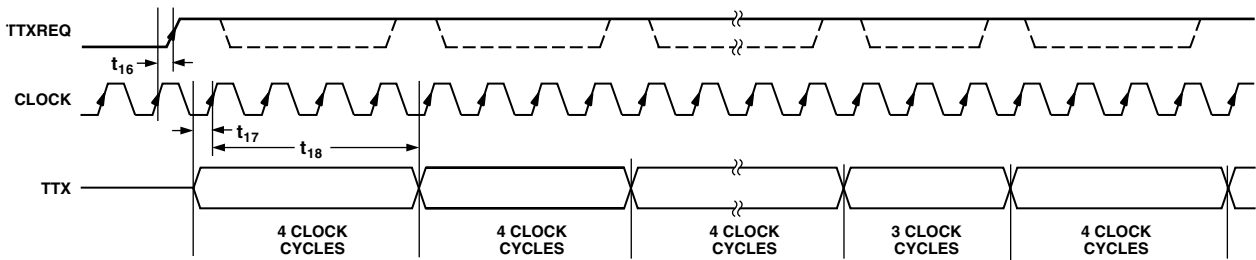 TTXREQ
t16
CLOCK
t17
t18
TTX
4 CLOCK
CYCLES
4 CLOCK
CYCLES
4 CLOCK
CYCLES
3 CLOCK
CYCLES
4 CLOCK
CYCLES